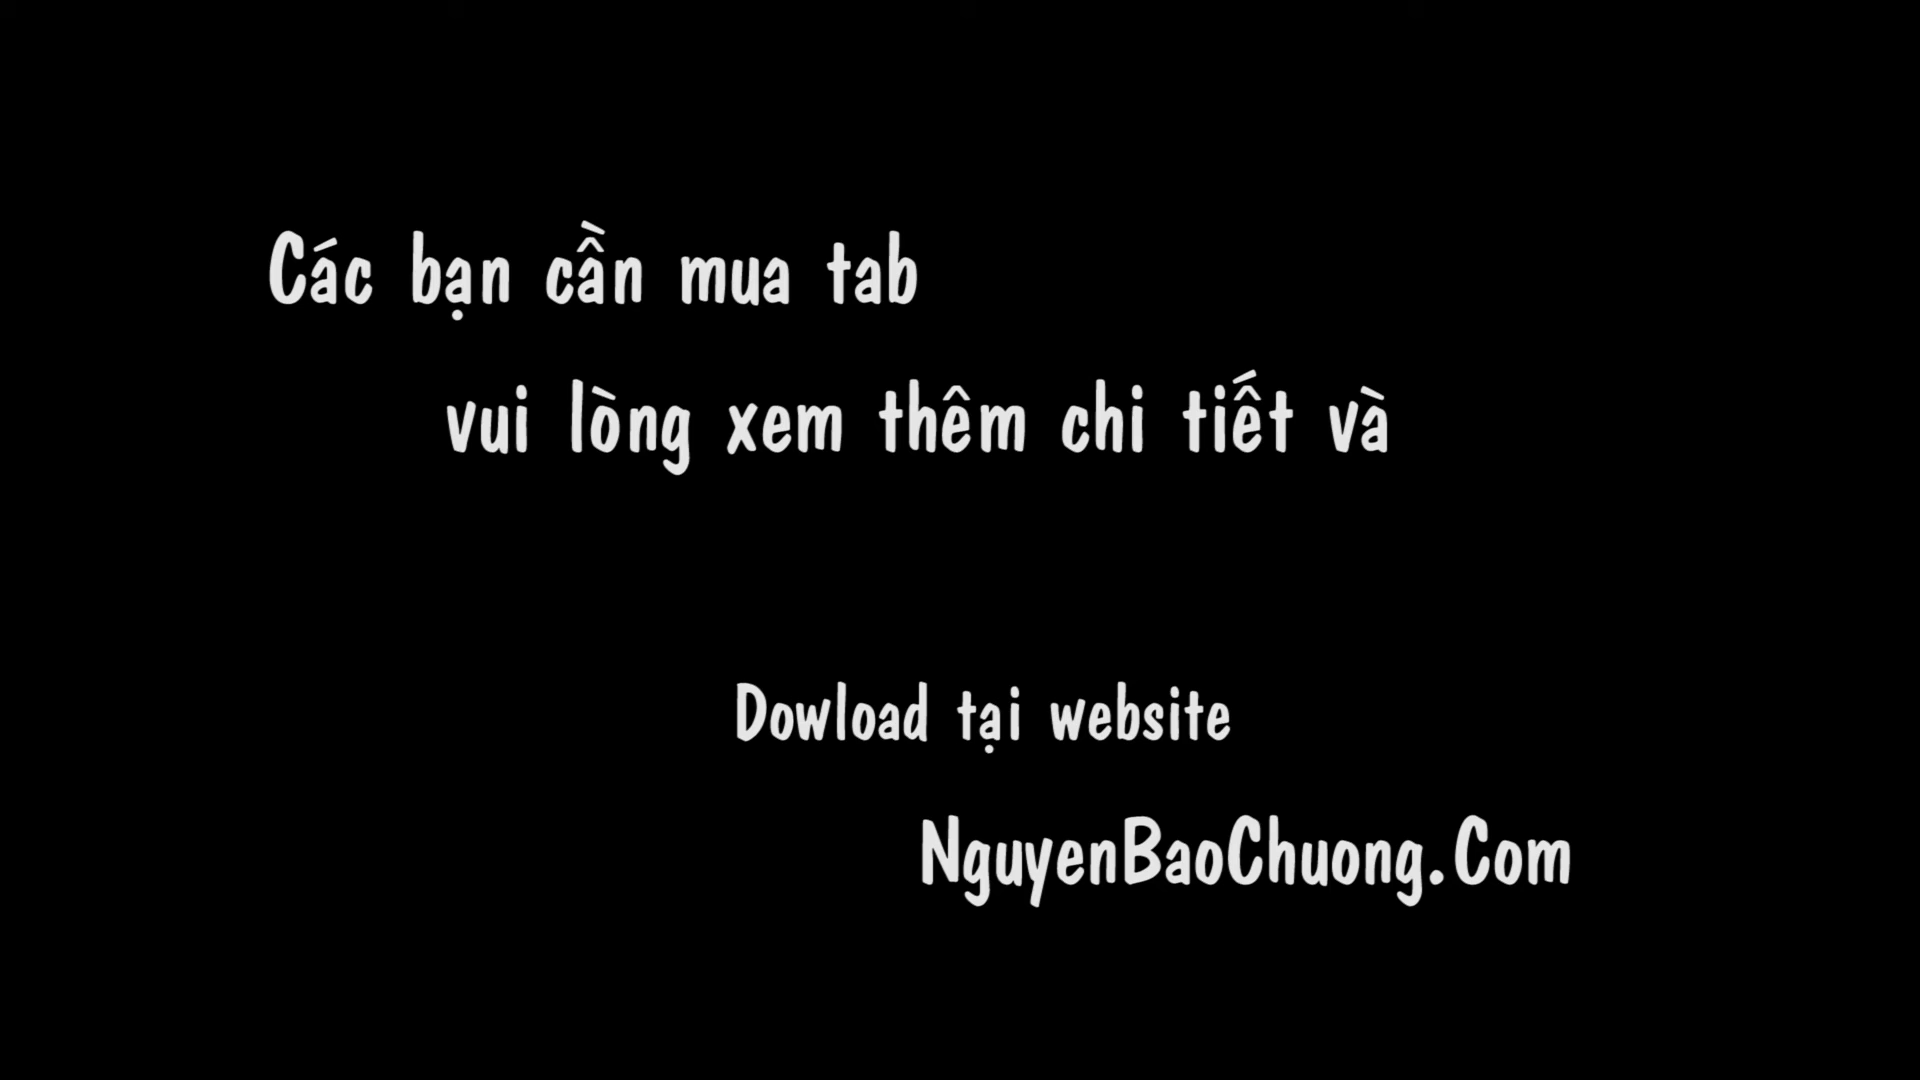 Các bạn cần mua tab
vui lòng xem thêm chi tiết và
Dowload tại website
NguyenBaoChuong.Com